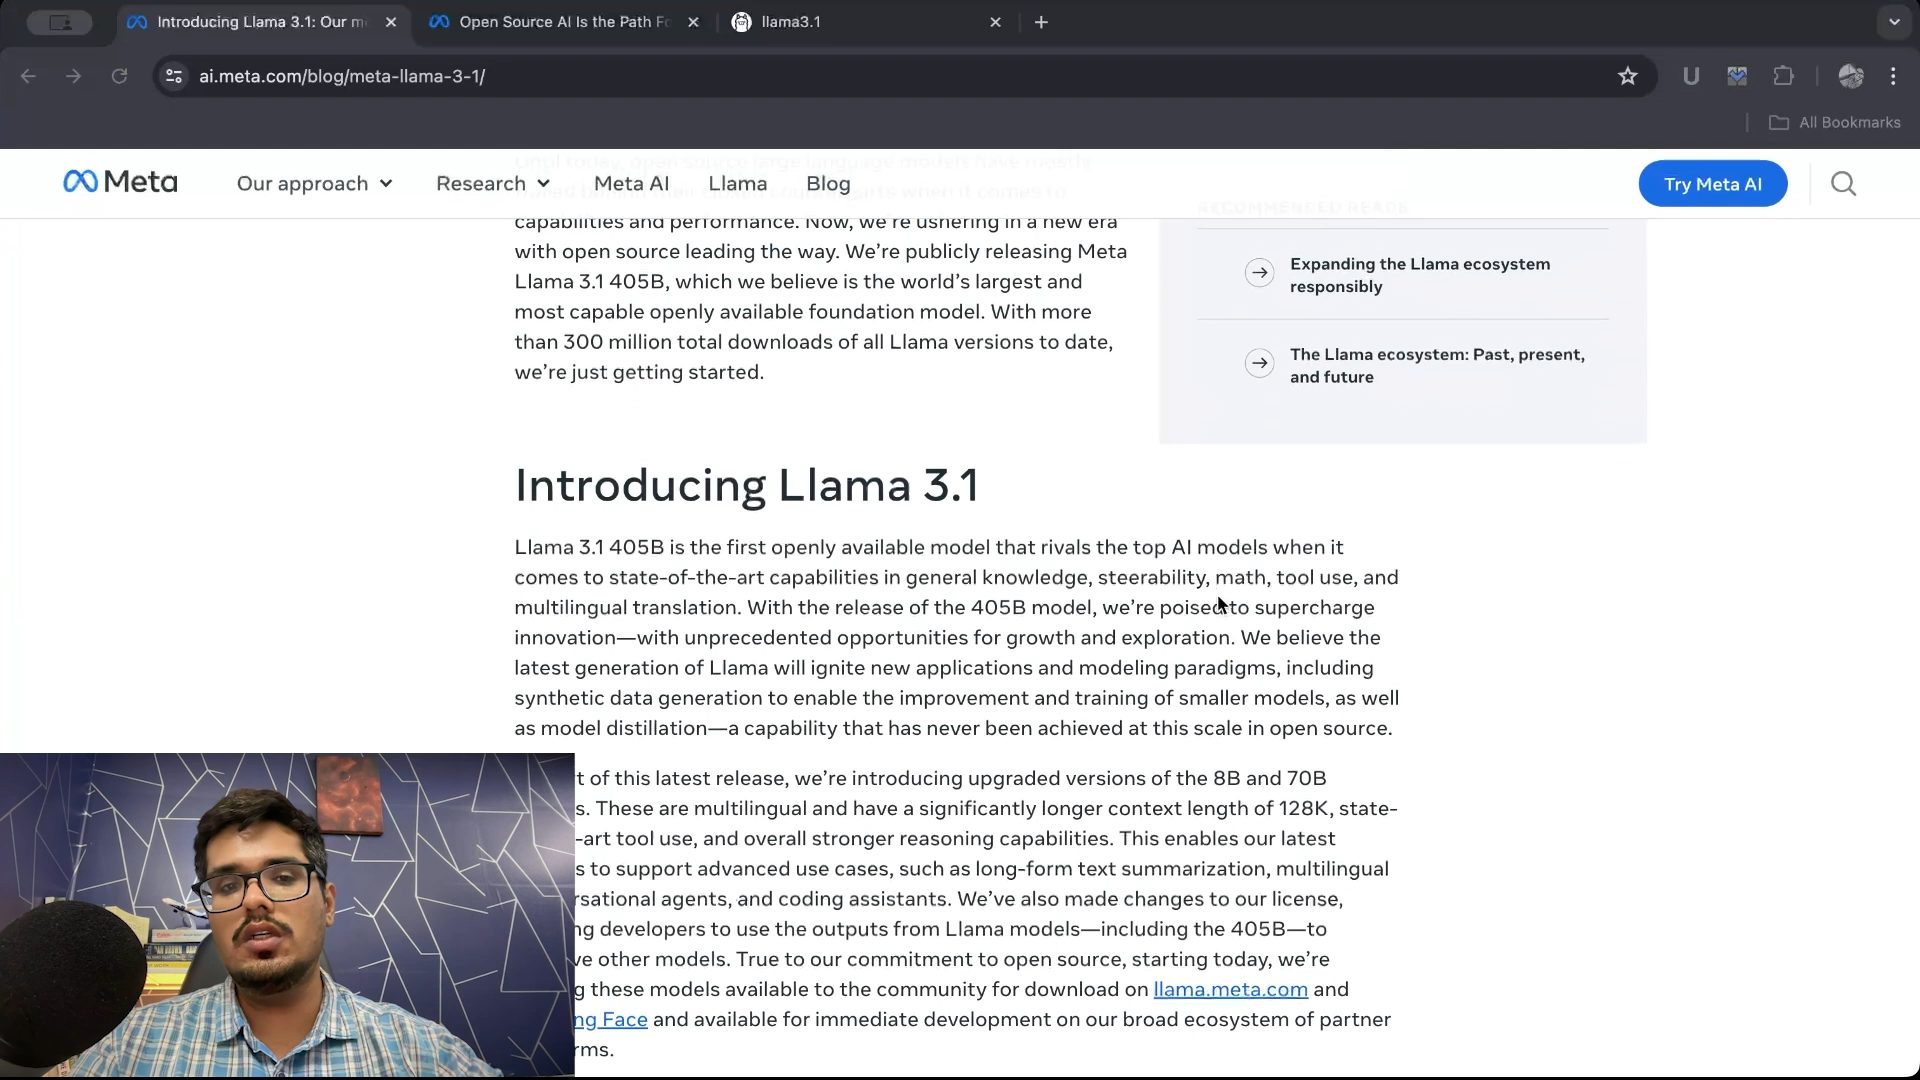 Introducing Llama 3.1: Our m
Open Source AI Is the Path Fo
llama3.1
ai.meta.com/blog/meta-llama-3-1/
All Bookmarks
Meta
Our approach
Research
Meta AI
Llama
Blog
Try Meta AI
Until today, open source large language models have mostly
counterparts when it comes to
capabilities and performance. Now, we’re ushering in a new era
with open source leading the way. We’re publicly releasing Meta
Llama 3.1 405B, which we believe is the world’s largest and
most capable openly available foundation model. With more
than 300 million total downloads of all Llama versions to date,
we’re just getting started.
RECOMMENDED READS
Expanding the Llama ecosystem
responsibly
The Llama ecosystem: Past, present,
and future
Introducing Llama 3.1
Llama 3.1 405B is the first openly available model that rivals the top AI models when it
comes to state-of-the-art capabilities in general knowledge, steerability, math, tool use, and
multilingual translation. With the release of the 405B model, we’re poised to supercharge
innovation—with unprecedented opportunities for growth and exploration. We believe the
latest generation of Llama will ignite new applications and modeling paradigms, including
synthetic data generation to enable the improvement and training of smaller models, as well
as model distillation—a capability that has never been achieved at this scale in open source.
t of this latest release, we’re introducing upgraded versions of the 8B and 70B
s. These are multilingual and have a significantly longer context length of 128K, state-
-art tool use, and overall stronger reasoning capabilities. This enables our latest
s to support advanced use cases, such as long-form text summarization, multilingual
rsational agents, and coding assistants. We’ve also made changes to our license,
ng developers to use the outputs from Llama models—including the 405B—to
ve other models. True to our commitment to open source, starting today, we’re
g these models available to the community for download on llama.meta.com and
ng Face and available for immediate development on our broad ecosystem of partner
rms.